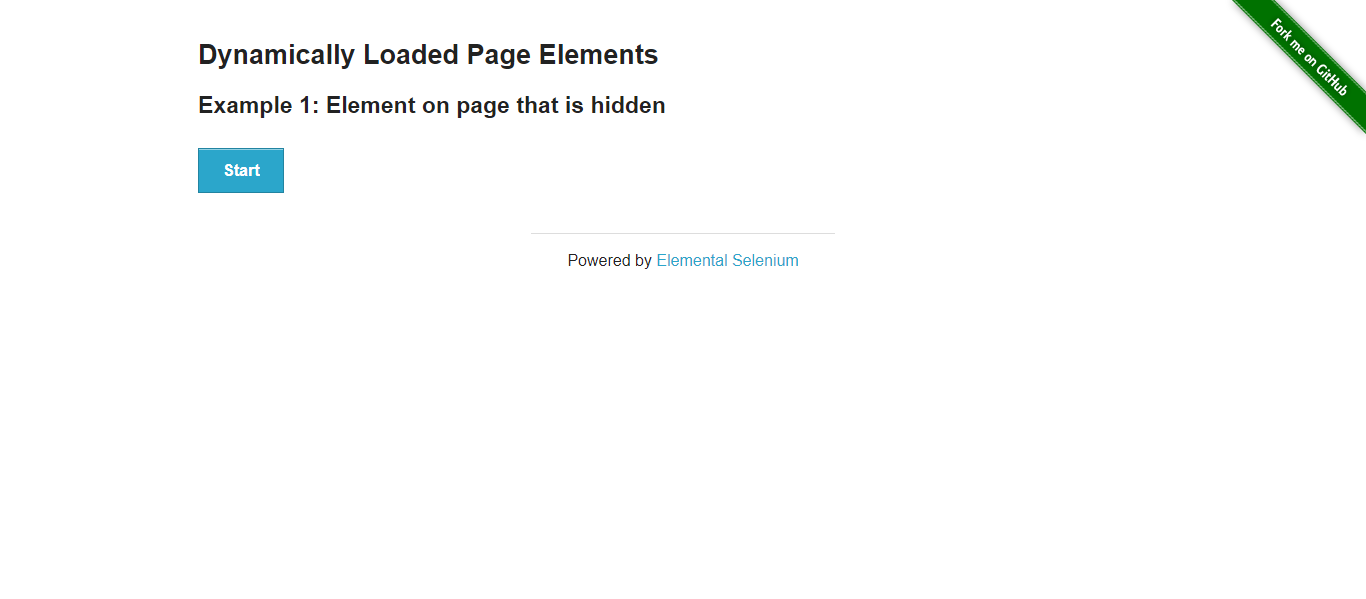 Fork me on GitHub
Dynamically Loaded Page Elements
Example 1: Element on page that is hidden
Start
Powered by Elemental Selenium